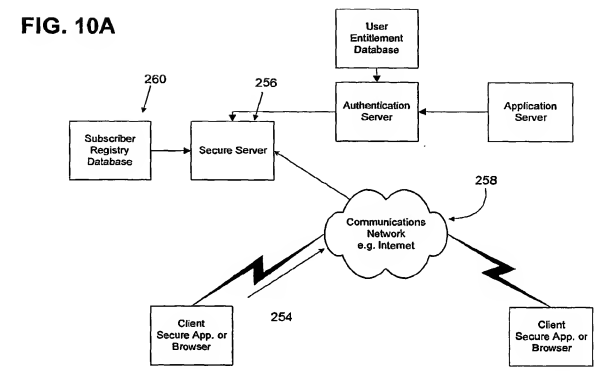 FIG. 10A
User
Entitlement
Database
260
256
Authentication
Server
Application
Server
Subscriber
Registry
Database
Secure Server
258
Communications
Network
e.g. Internet
254
Client
Secure App. or
Browser
Client
Secure App. or
Browser